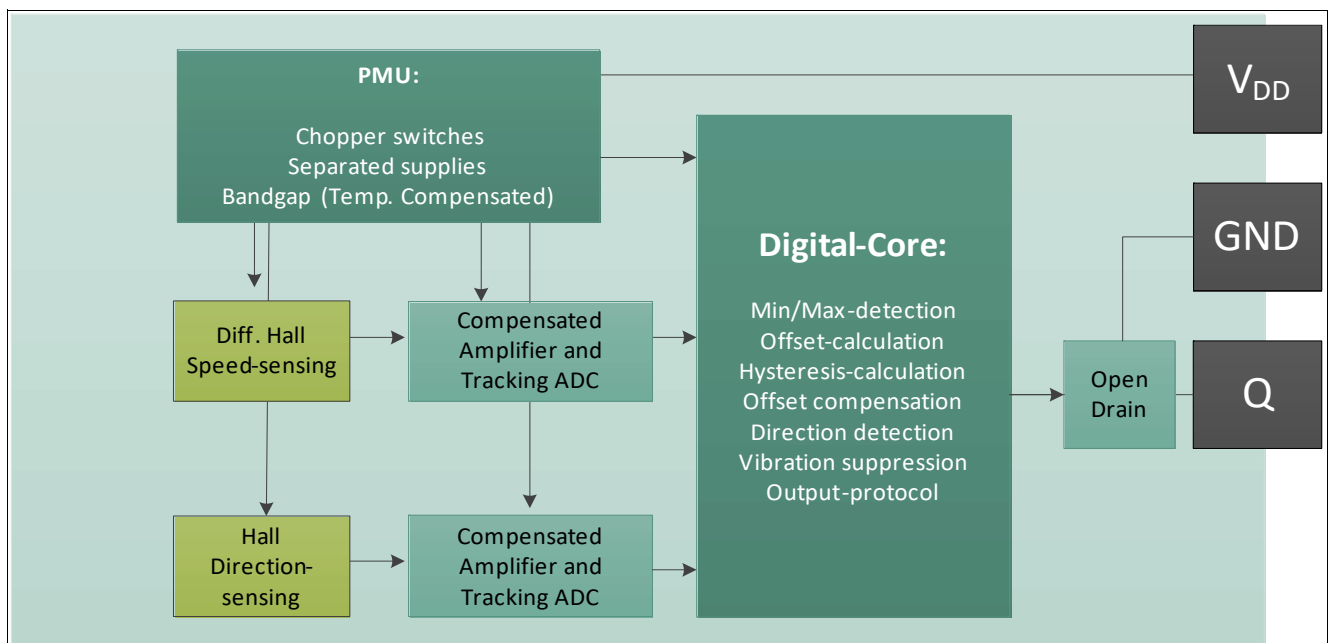 PMU:
Chopper switches
Separated supplies
Bandgap (Temp. Compensated)
VDD
GND
Q
Digital-Core:
Min/Max-detection
Offset-calculation
Hysteresis-calculation
Offset compensation
Direction detection
Vibration suppression
Output-protocol
Diff. Hall
Speed-sensing
Compensated
Amplifier and
Tracking ADC
Open
Drain
Hall
Direction-
sensing
Compensated
Amplifier and
Tracking ADC